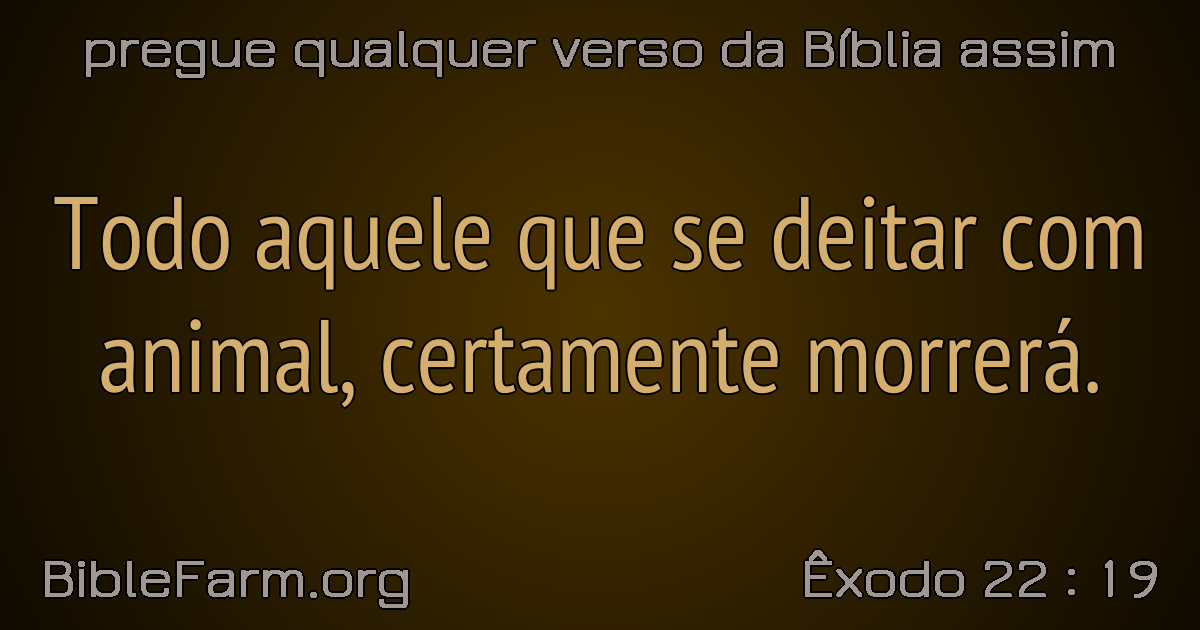 pregue qualquer verso da Bíblia assim
Todo aquele que se deitar com
animal, certamente morrerá.
BibleFarm.org
Êxodo 22 : 19